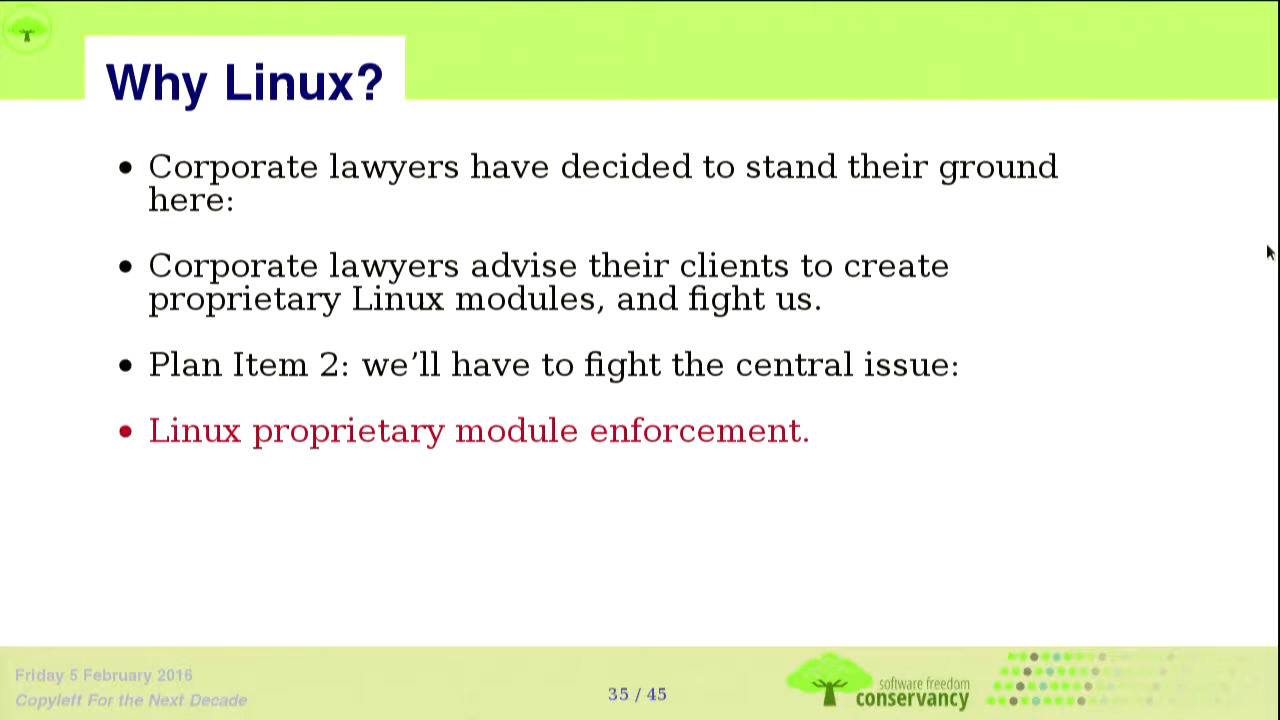 Why Linux?
• Corporate lawyers have decided to stand their ground
here:
• Corporate lawyers advise their clients to create
proprietary Linux modules, and fight us.
• Plan Item 2: we’ll have to fight the central issue:
• Linux proprietary module enforcement.
Friday 5 February 2016
Copyleft For the Next Decade
35 / 45
software freedom
conservancy